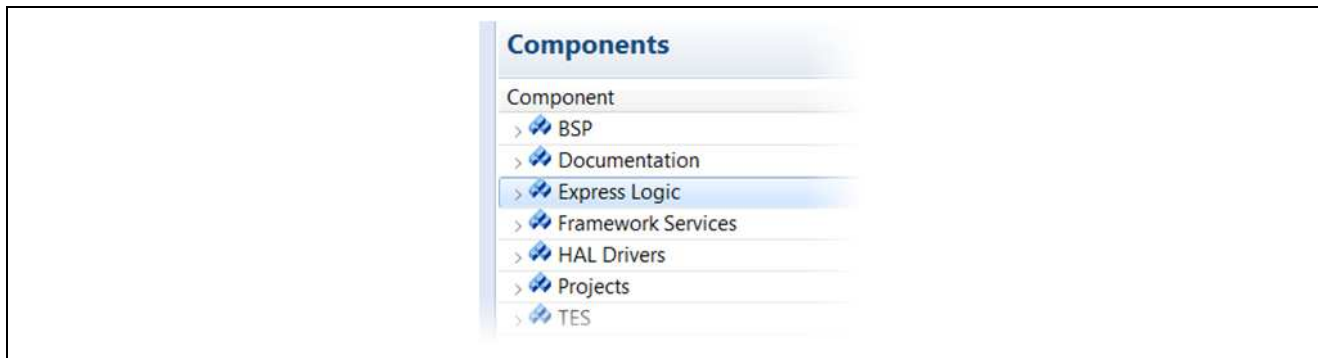 Components
Component
BSP
Documentation
Express Logic
Framework Services
HAL Drivers
Projects
TES